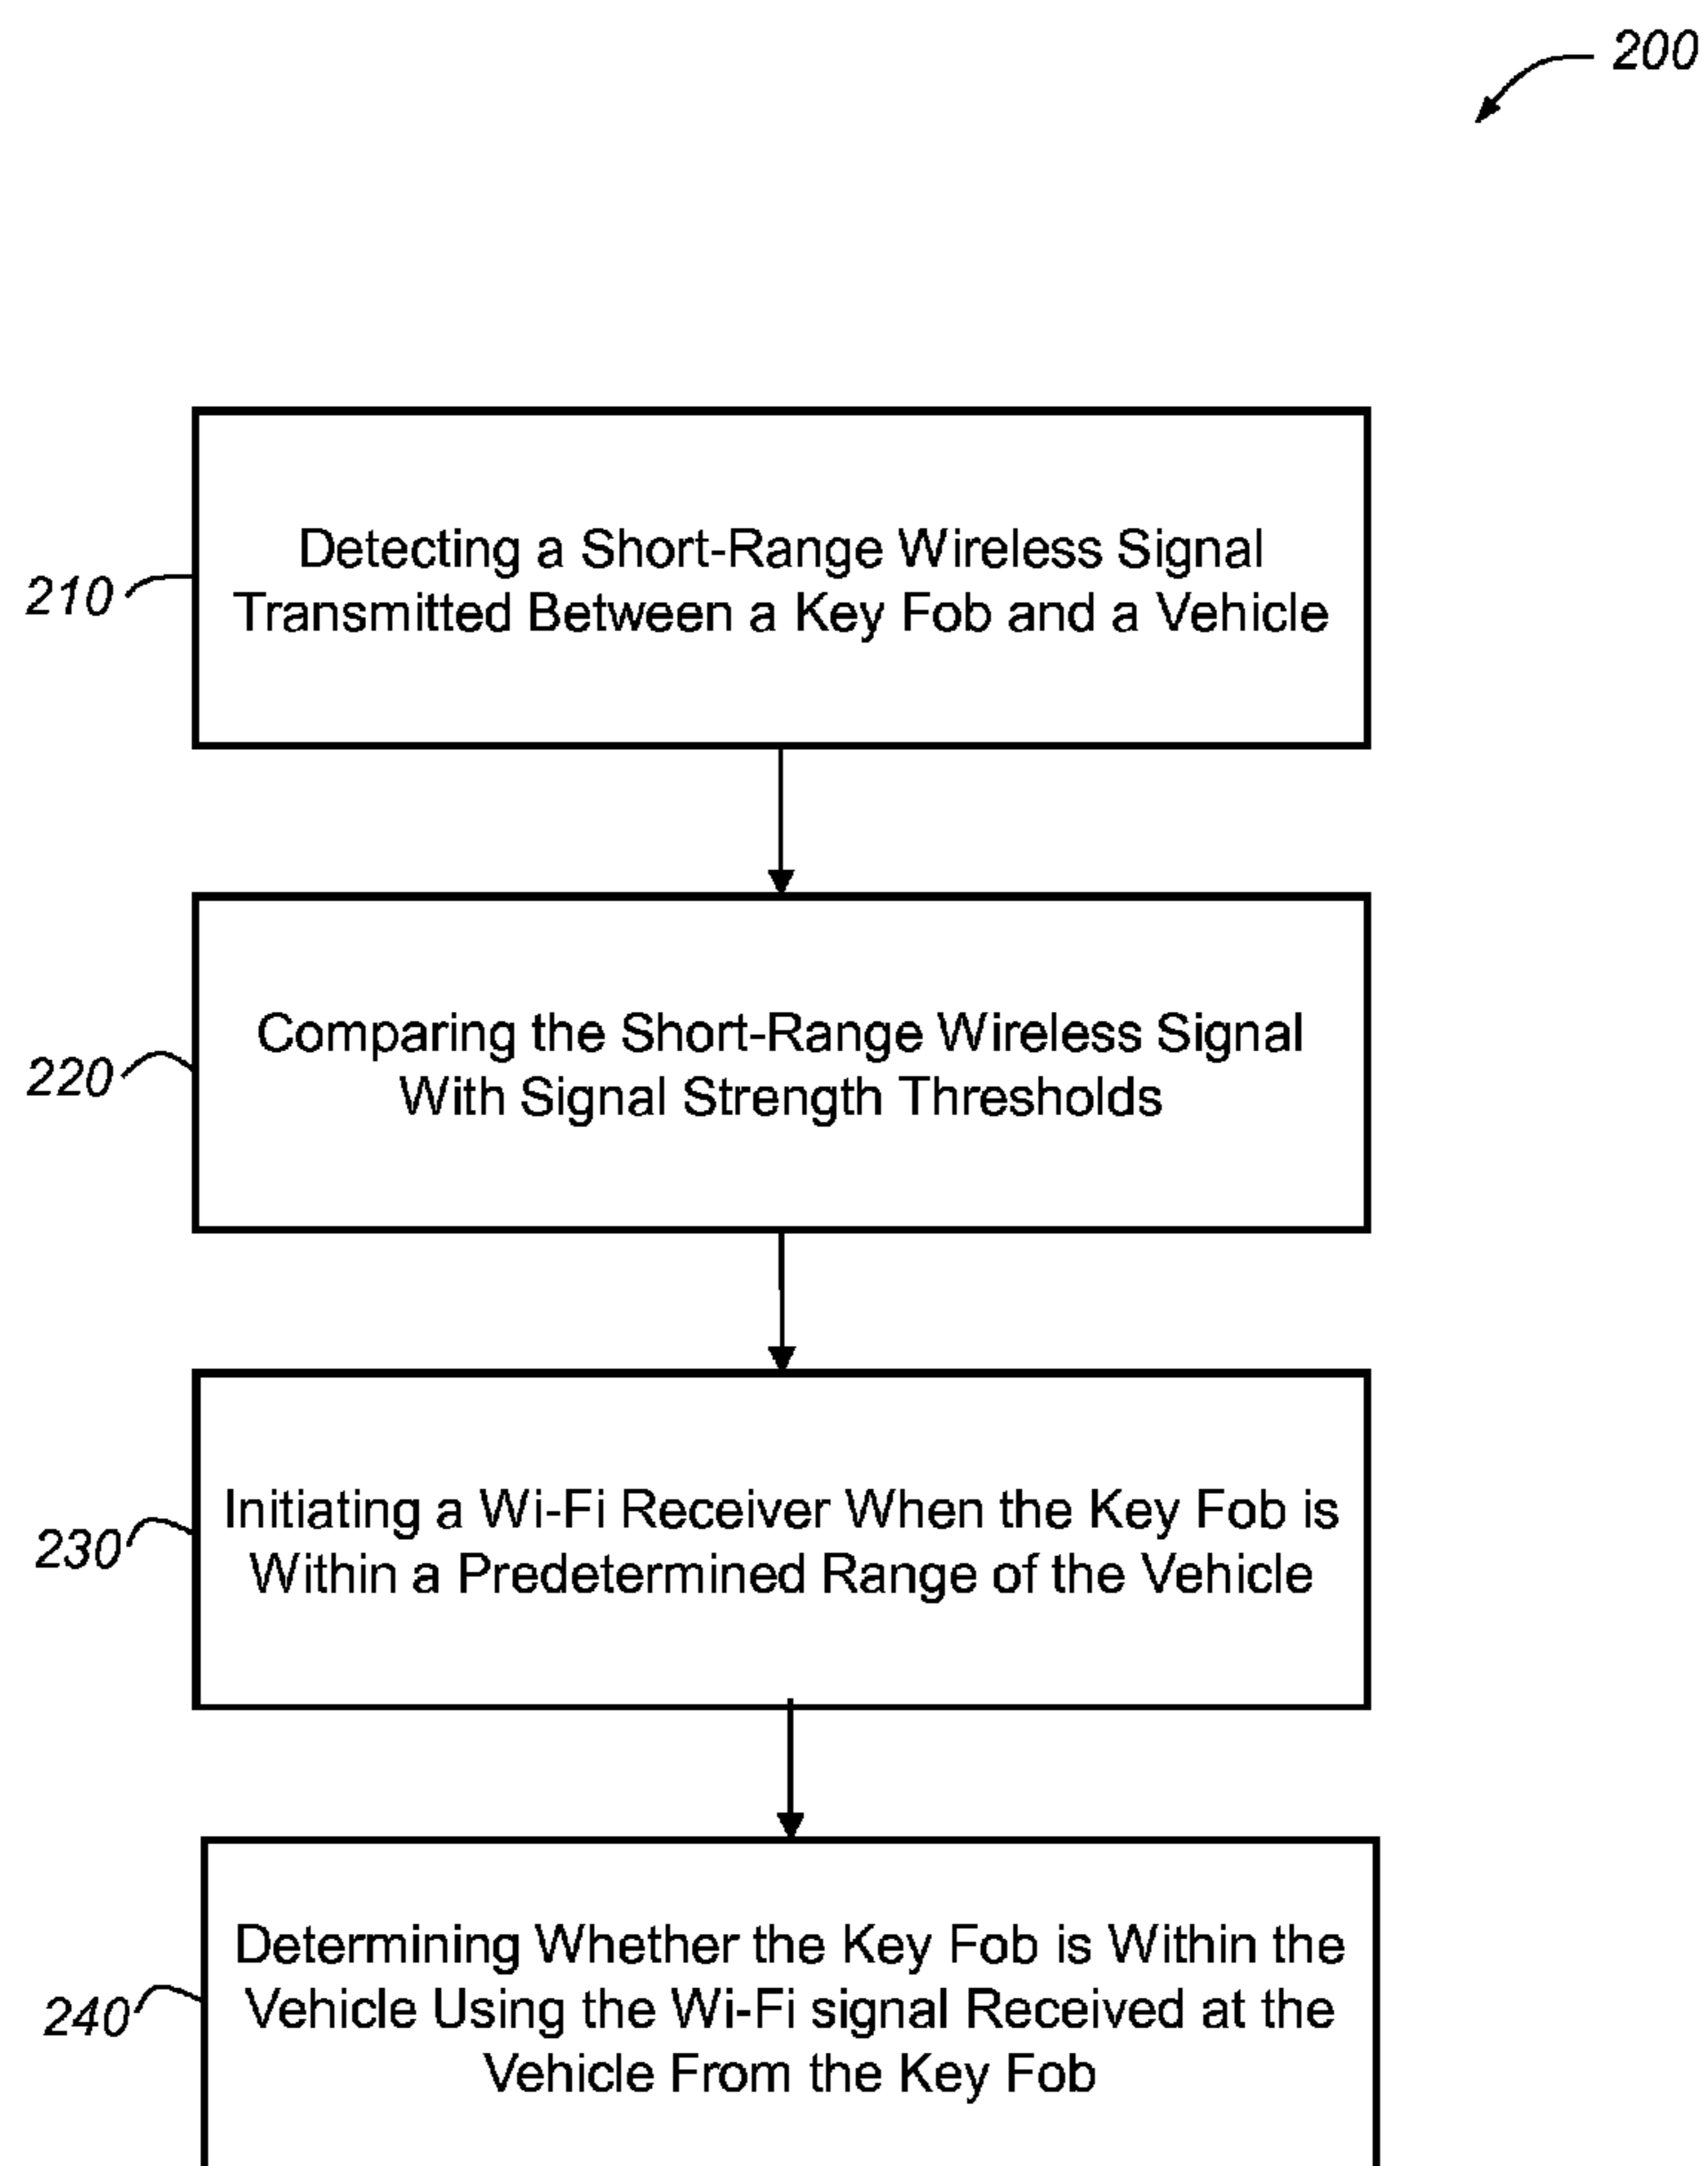 200
210
Detecting a Short-Range Wireless Signal
Transmitted Between a Key Fob and a Vehicle
220
Comparing the Short-Range Wireless Signal
With Signal Strength Thresholds
230
Initiating a Wi-Fi Receiver When the Key Fob is
Within a Predetermined Range of the Vehicle
240
Determining Whether the Key Fob is Within the
Vehicle Using the Wi-Fi signal Received at the
Vehicle From the Key Fob